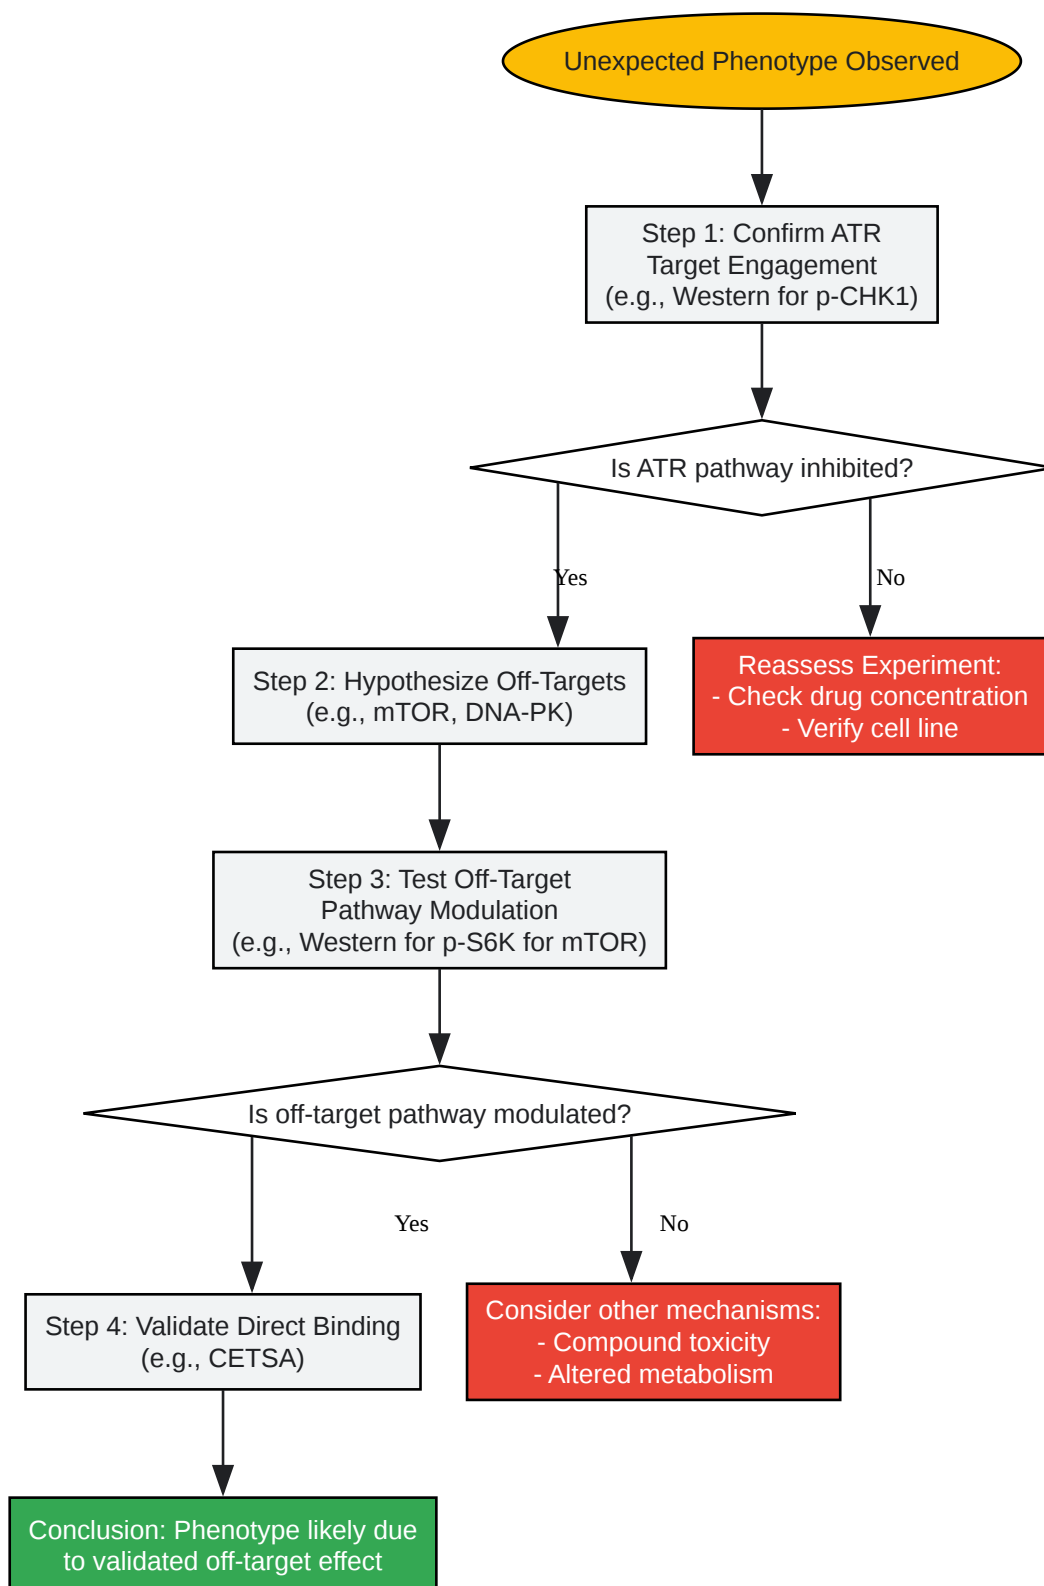 Unexpected Phenotype Observed
Step 1: Confirm ATR
Target Engagement
(e.g., Western for p-CHK1)
Is ATR pathway inhibited?
Yes
No
Step 2: Hypothesize Off-Targets
(e.g., mTOR, DNA-PK)
Reassess Experiment:
- Check drug concentration
- Verify cell line
Step 3: Test Off-Target
Pathway Modulation
(e.g., Western for p-S6K for mTOR)
Is off-target pathway modulated?
Yes
No
Step 4: Validate Direct Binding
(e.g., CETSA)
Consider other mechanisms:
- Compound toxicity
- Altered metabolism
Conclusion: Phenotype likely due
to validated off-target effect